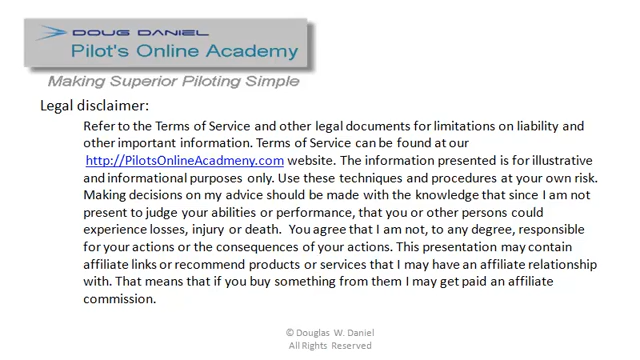 DOUG DANIEL
Pilot's Online Academy
Making Superior Piloting Simple
Legal disclaimer:
Refer to the Terms of Service and other legal documents for limitations on liability and
other important information. Terms of Service can be found at our
http://PilotsOnlineAcadmeny.com website. The information presented is for illustrative
and informational purposes only. Use these techniques and procedures at your own risk.
Making decisions on my advice should be made with the knowledge that since I am not
present to judge your abilities or performance, that you or other persons could
experience losses, injury or death. You agree that I am not, to any degree, responsible
for your actions or the consequences of your actions. This presentation may contain
affiliate links or recommend products or services that I may have an affiliate relationship
with. That means that if you buy something from them I may get paid an affiliate
commission.
© Douglas W. Daniel
All Rights Reserved